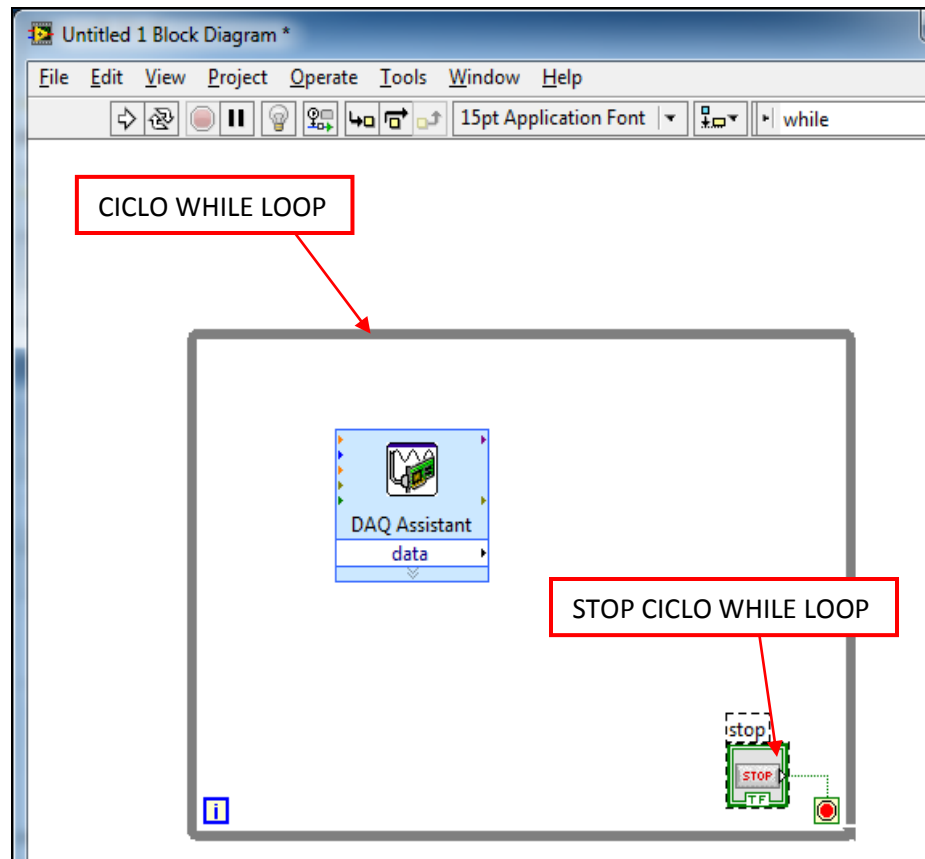 Untitled 1 Block Diagram *
File Edit View Project Operate Tools Window Help
15pt Application Font while
CICLO WHILE LOOP
DAQ Assistant
data
STOP CICLO WHILE LOOP
stop
STOP
TF
i